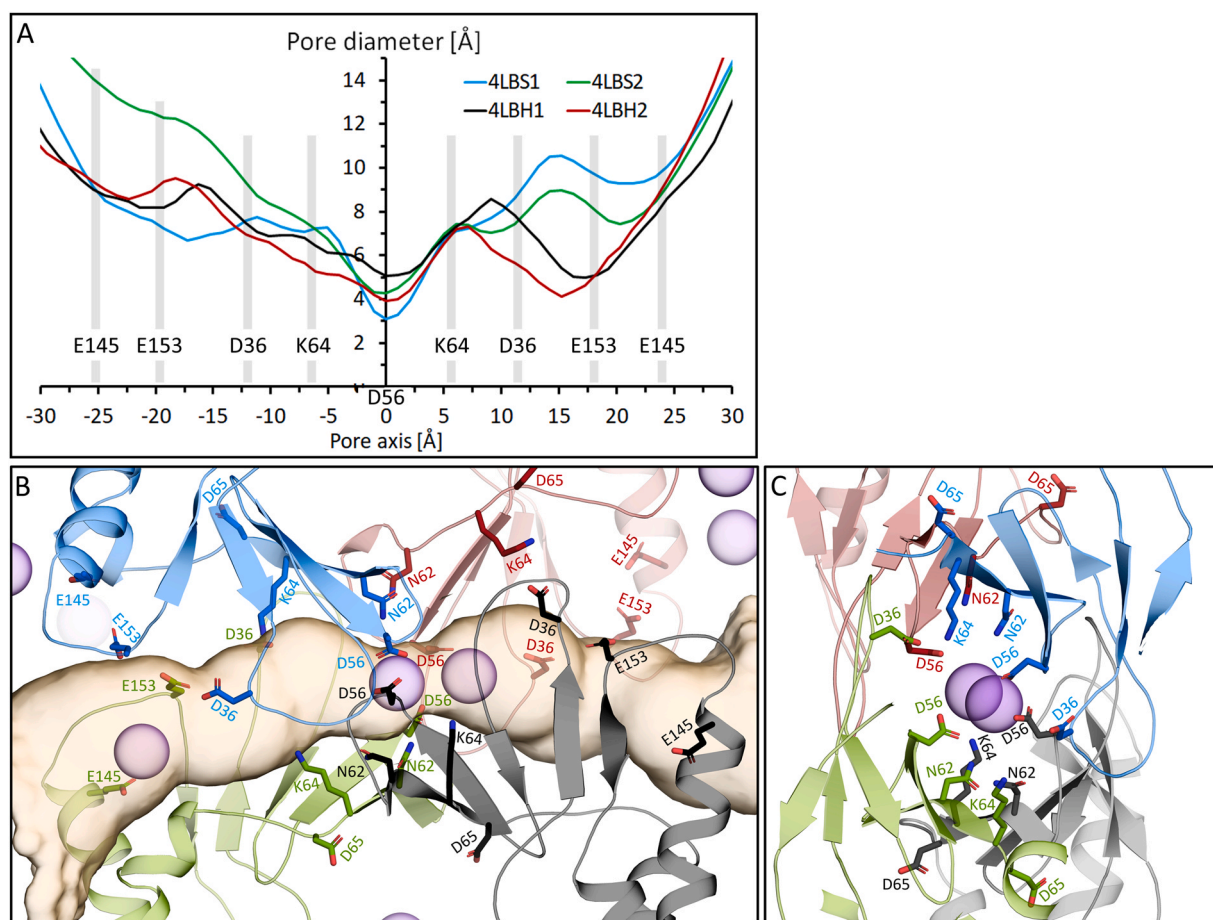 A
Pore diameter [Å]
14
12
10
8
6
4
2
4LBS1 4LBS2
4LBH1 4LBH2
E145 E153 D36 K64 K64 D36 E153 E145
D56
-30 -25 -20 -15 -10 -5 0 5 10 15 20 25 30
Pore axis [Å]
B
D65
D65
K64
E145
N62
E145
K64
N62
E153
D36
E153
D36
D56
D56
D36
E153
E153
D36
D56
D56
K64
E145
E145
N62
N62
K64
D65
D65
C
D65
D65
D36
N62
K64
N62
D56
D56
D56
D56
D36
K64
N62
N62
K64
D65
D65